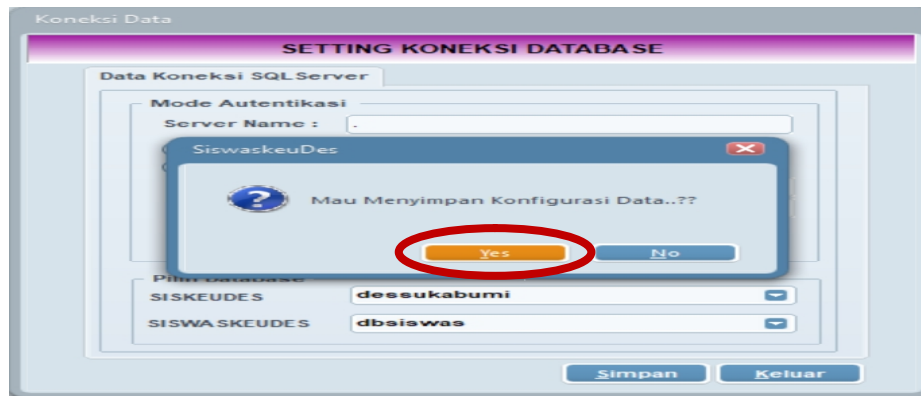 Koneksi Data
SETTING KONEKSI DATABASE
Data Koneksi SQLServer
Mode Autentikasi
Server Name : .
SiswaskeuDes
Mau Menyimpan Konfigurasi Data..??
Yes No
Pilih Database
SISKEUDES dessukabumi
SISWASKEUDES dbsiswas
Simpan Keluar